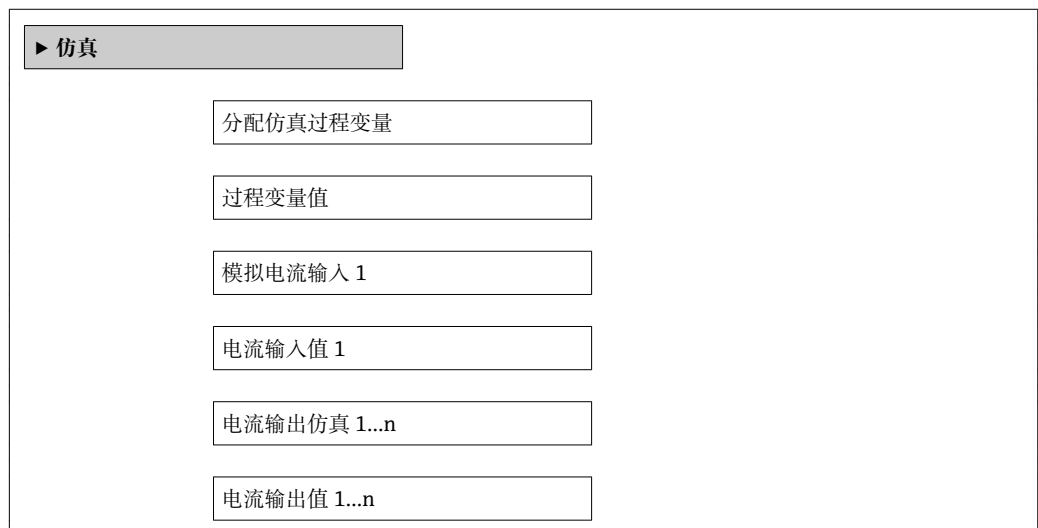 ▶ 仿真
分配仿真过程变量
过程变量值
模拟电流输入 1
电流输入值 1
电流输出仿真 1...n
电流输出值 1...n